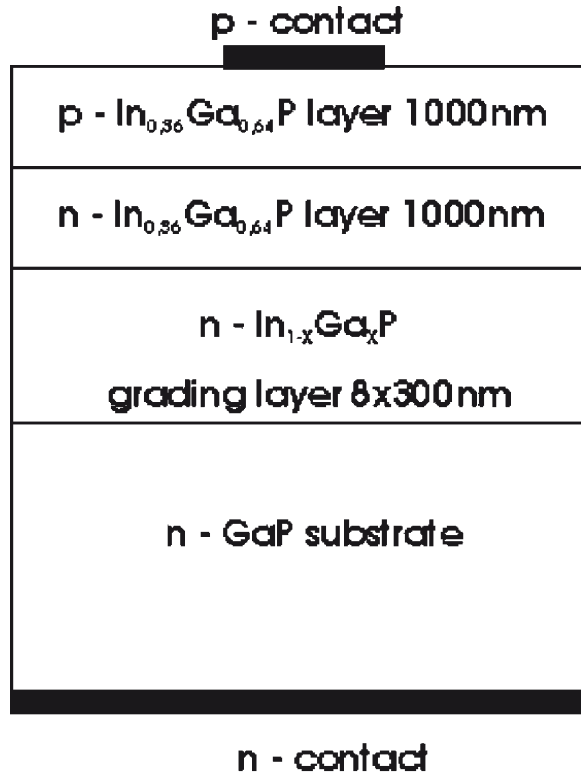 p - contact
p - In₀,₃₆Ga₀,₆₄P layer 1000nm
n - In₀,₃₆Ga₀,₆₄P layer 1000nm
n - In₁₋ₓGaₓP
grading layer 8x300nm
n - GaP substrate
n - contact